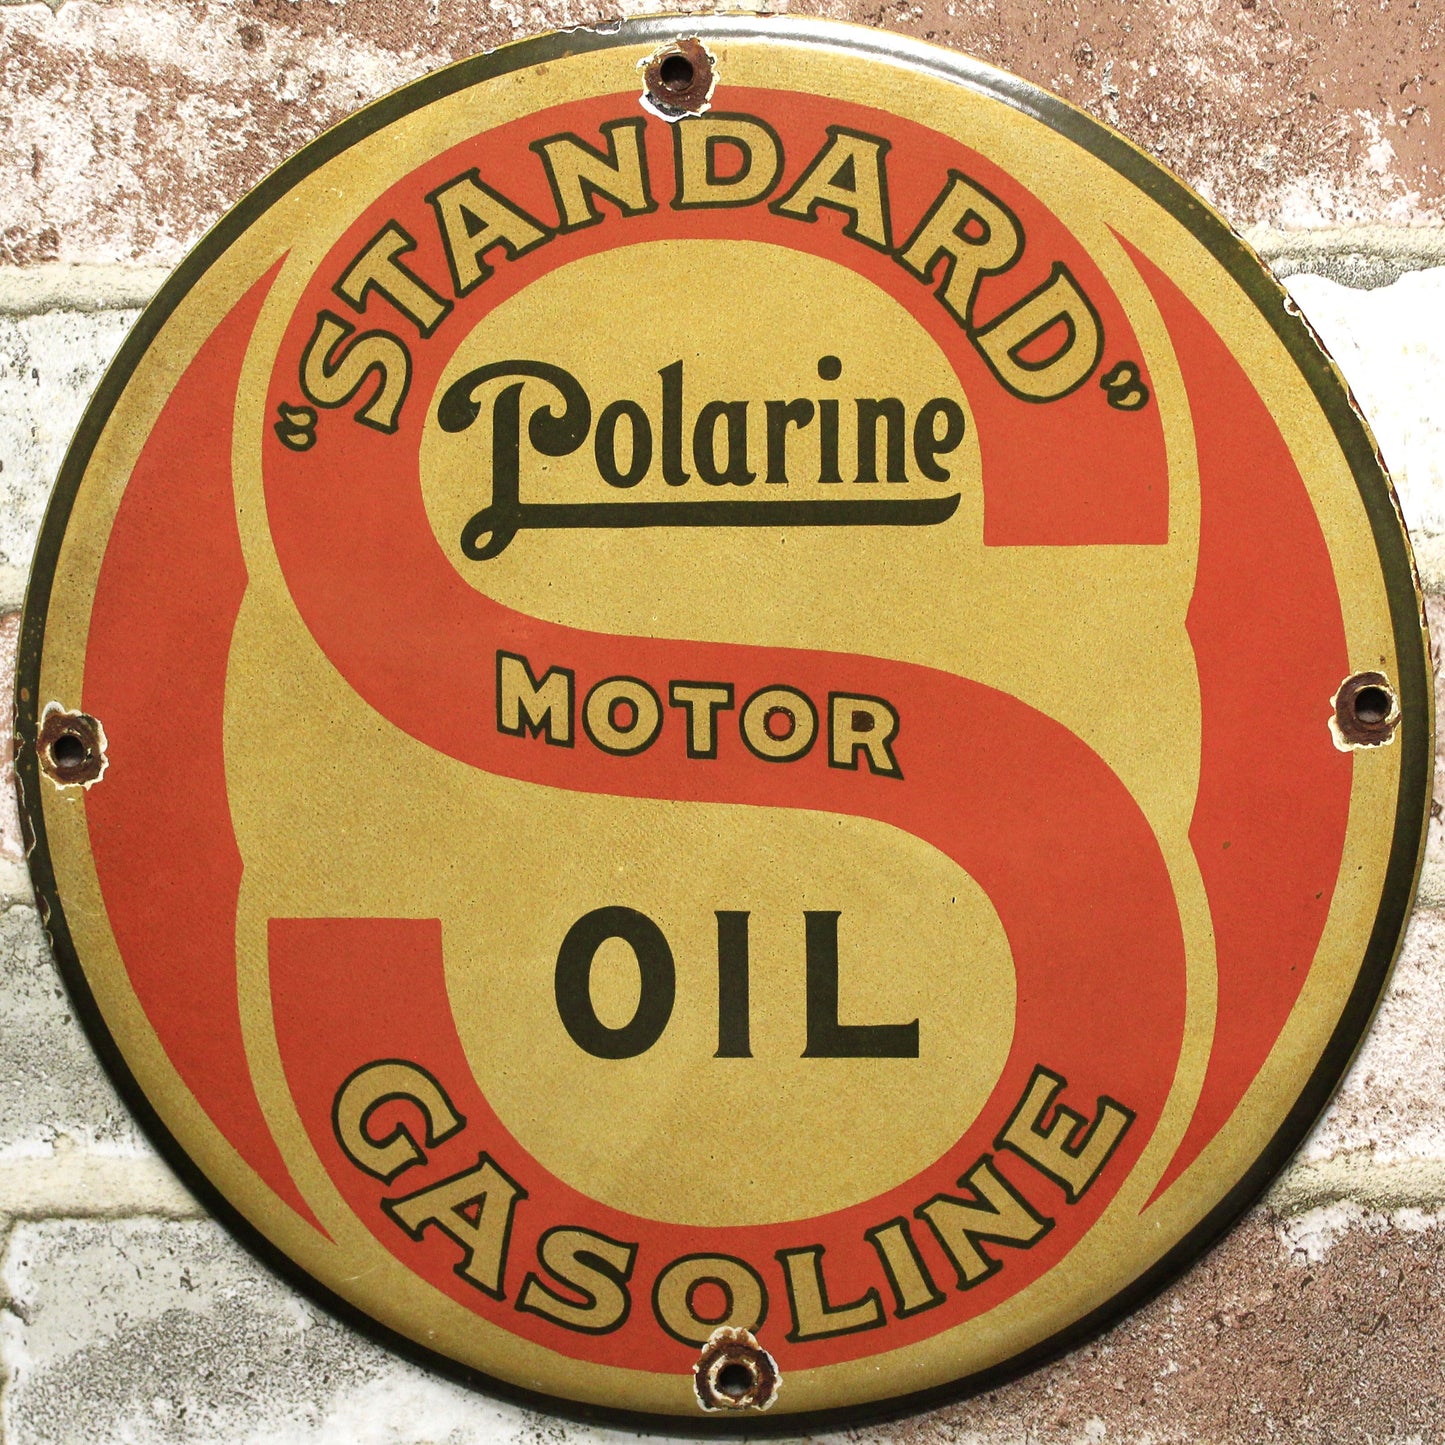 "STANDARD"
Polarine
MOTOR
OIL
GASOLINE